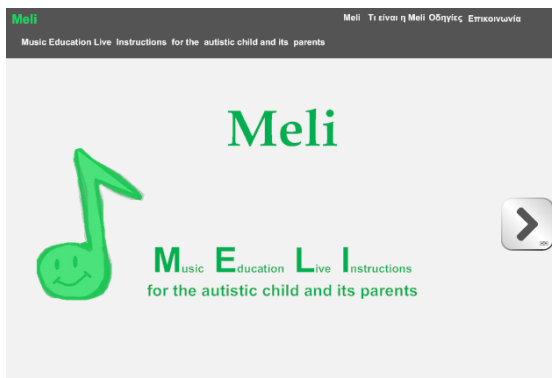 Meli
Meli Τι είναι η Meli Οδηγίες Επικοινωνία
Music Education Live Instructions for the autistic child and its parents
Meli
Music Education Live Instructions
for the autistic child and its parents